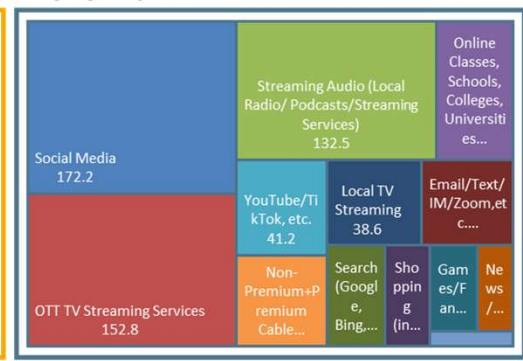 Social Media
172.2
OTT TV Streaming Services
152.8
Streaming Audio (Local
Radio/ Podcasts/Streaming
Services)
132.5
Online
Classes,
Schools,
Colleges,
Universiti
es...
YouTube/Ti
kTok, etc.
41.2
Local TV
Streaming
38.6
Email/Text/
IM/Zoom,et
c....
Non-
Premium+P
remium
Cable...
Search
(Googl
e,
Bing,...
Sho
ppin
g
(in...
Gam
es/F
an...
Ne
ws
/...